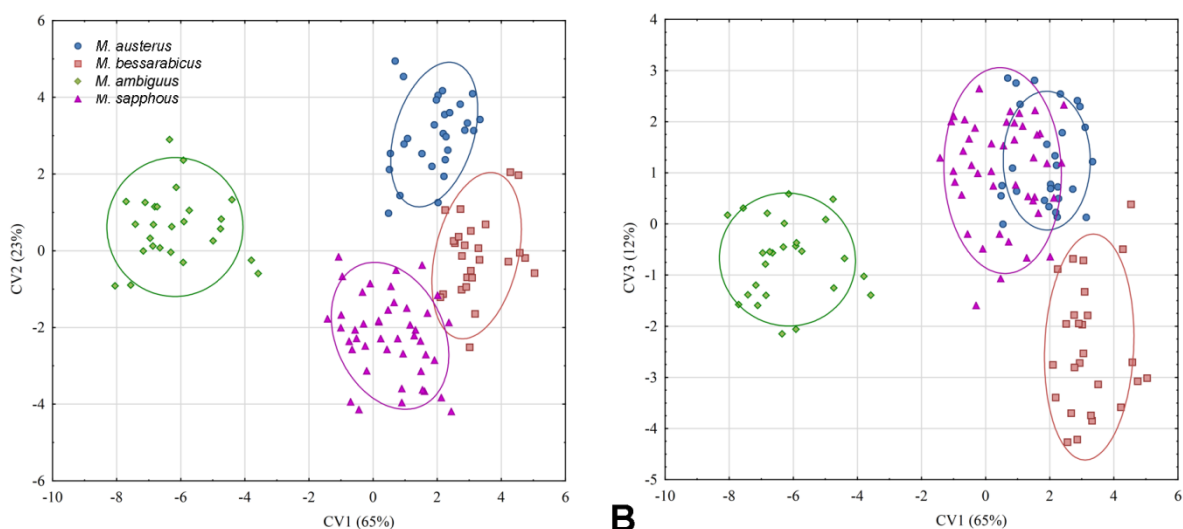 6
4
2
0
-2
-4
-6
CV2 (23%)
M. austerus
M. bessarabicus
M. ambiguus
M. sapphous
-10 -8 -6 -4 -2 0 2 4 6
CV1 (65%)
4
3
2
1
0
-1
-2
-3
-4
-5
CV3 (12%)
-10 -8 -6 -4 -2 0 2 4 6
CV1 (65%)
B